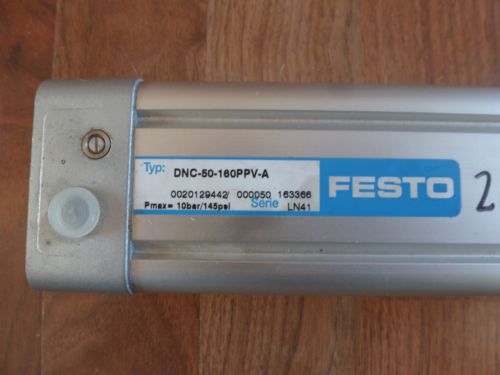 Typ: DNC-50-160PPV-A
0020129442/ 000050 163366
Pmax= 10bar/145psi Serie LN41
FESTO
2